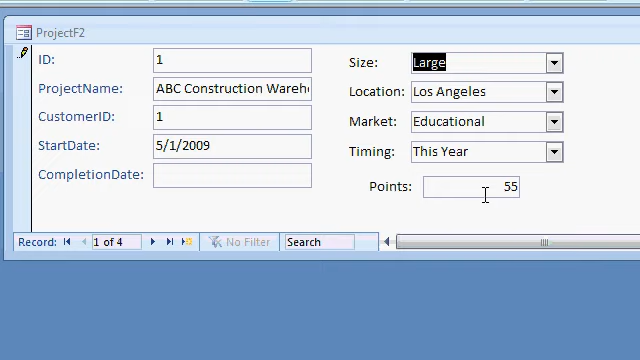 ProjectF2
ID: 1
ProjectName: ABC Construction Wareh
CustomerID: 1
StartDate: 5/1/2009
CompletionDate:
Size: Large
Location: Los Angeles
Market: Educational
Timing: This Year
Points: 55
Record: 1 of 4 No Filter Search